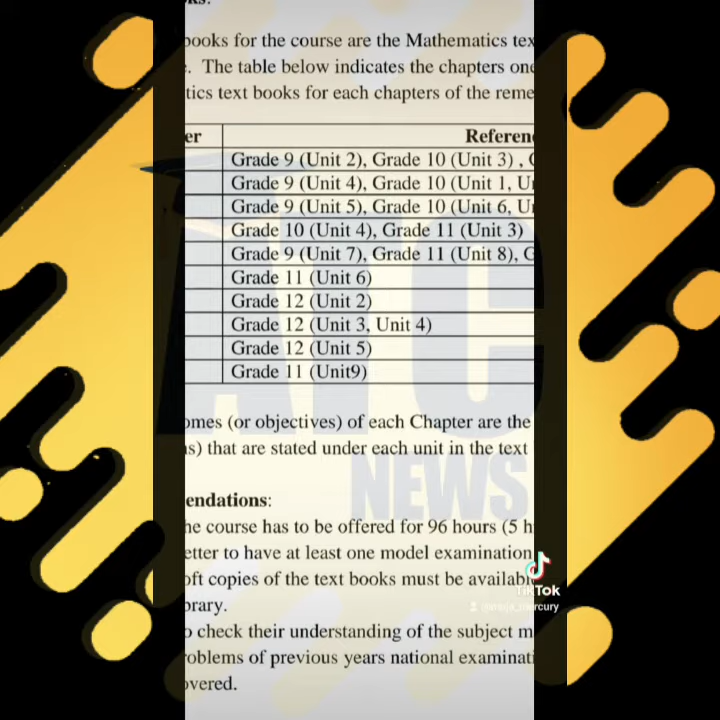 ks:
books for the course are the Mathematics tex
e. The table below indicates the chapters one
tics text books for each chapters of the reme
er Referen
Grade 9 (Unit 2), Grade 10 (Unit 3) , G
Grade 9 (Unit 4), Grade 10 (Unit 1, Un
Grade 9 (Unit 5), Grade 10 (Unit 6, Un
Grade 10 (Unit 4), Grade 11 (Unit 3)
Grade 9 (Unit 7), Grade 11 (Unit 8), G
Grade 11 (Unit 6)
Grade 12 (Unit 2)
Grade 12 (Unit 3, Unit 4)
Grade 12 (Unit 5)
Grade 11 (Unit9)
ATC
NEWS
omes (or objectives) of each Chapter are the
ns) that are stated under each unit in the text
endations:
he course has to be offered for 96 hours (5 h
etter to have at least one model examination
oft copies of the text books must be availabl
TikTok
brary.
o check their understanding of the subject m
roblems of previous years national examinati
overed.